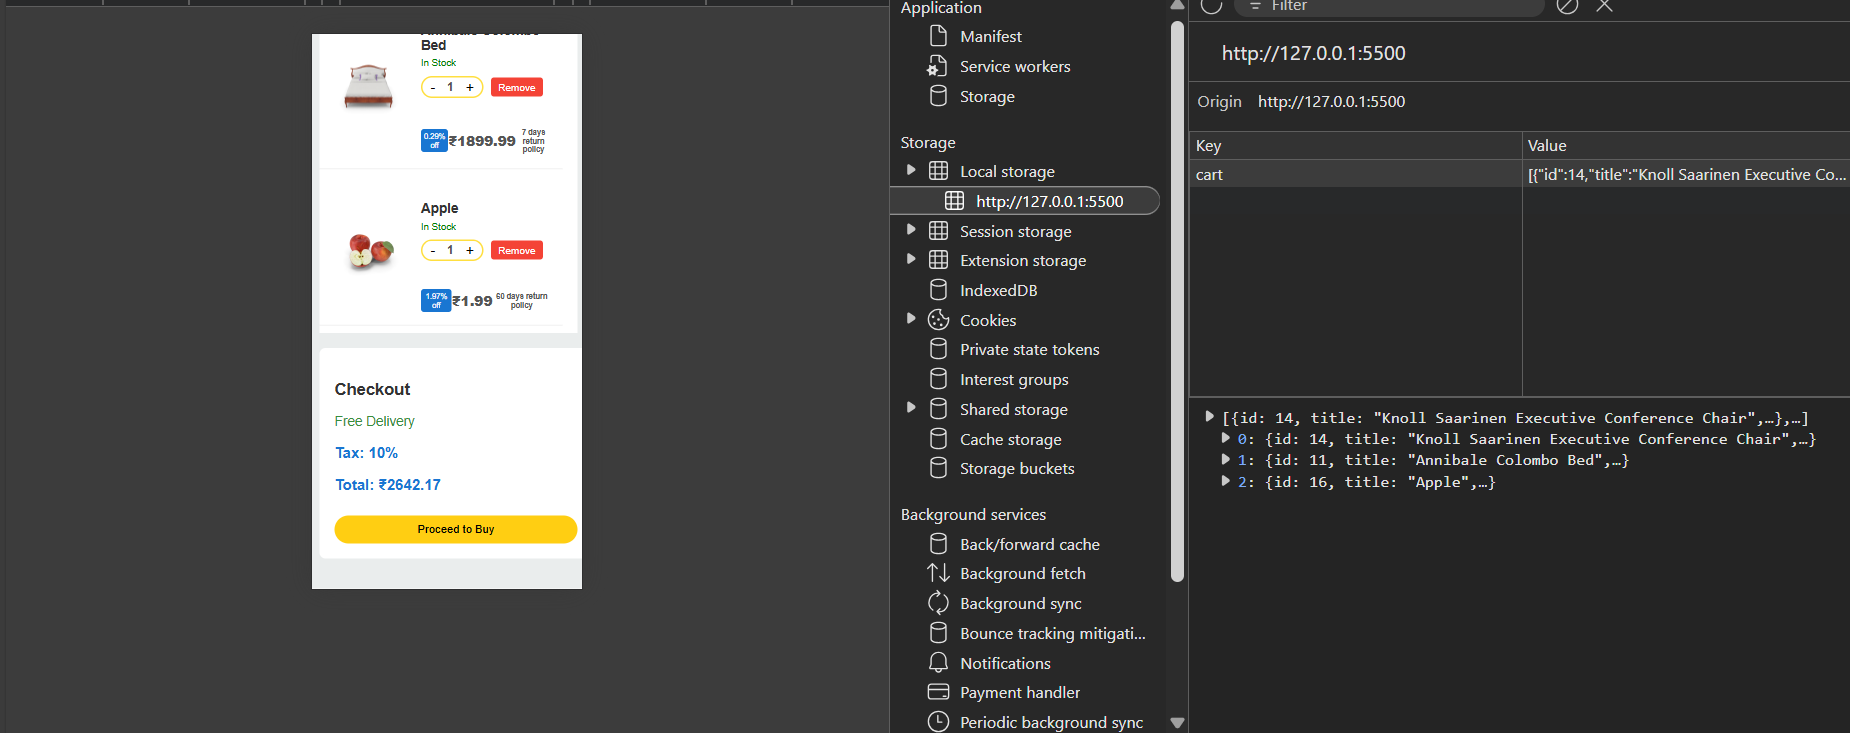 Bed
In Stock
- 1 +
Remove
0.29%
off
₹1899.99
7 days
return
policy
Apple
In Stock
- 1 +
Remove
1.97%
off
₹1.99
60 days return
policy
Checkout
Free Delivery
Tax: 10%
Total: ₹2642.17
Proceed to Buy
Application
Manifest
Service workers
Storage
Storage
Local storage
http://127.0.0.1:5500
Session storage
Extension storage
IndexedDB
Cookies
Private state tokens
Interest groups
Shared storage
Cache storage
Storage buckets
Background services
Back/forward cache
Background fetch
Background sync
Bounce tracking mitigati...
Notifications
Payment handler
Periodic background sync
Filter
http://127.0.0.1:5500
Origin http://127.0.0.1:5500
Key Value
cart [{"id":14,"title":"Knoll Saarinen Executive Co...
[{id: 14, title: "Knoll Saarinen Executive Conference Chair",…},…]
0: {id: 14, title: "Knoll Saarinen Executive Conference Chair",…}
1: {id: 11, title: "Annibale Colombo Bed",…}
2: {id: 16, title: "Apple",…}